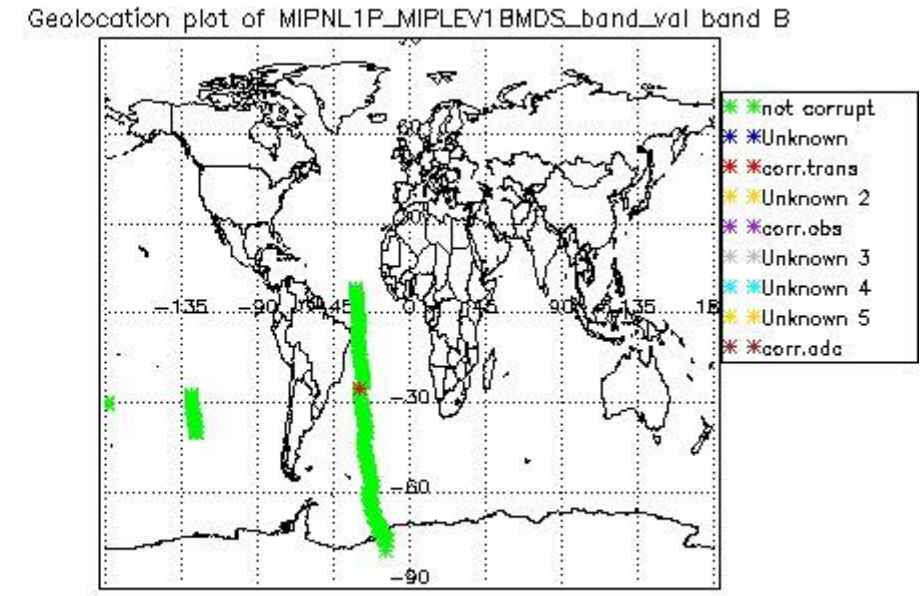 Geolocation plot of MIPNL1P_MIPLEV1BMDS_band_val band B
not corrupt
Unknown
60
corr.trans
Unknown 2
corr.obs
Unknown 3
Unknown 4
-135
-90
0
45
90
135
Unknown 5
corr.adc
-30
-60
-90